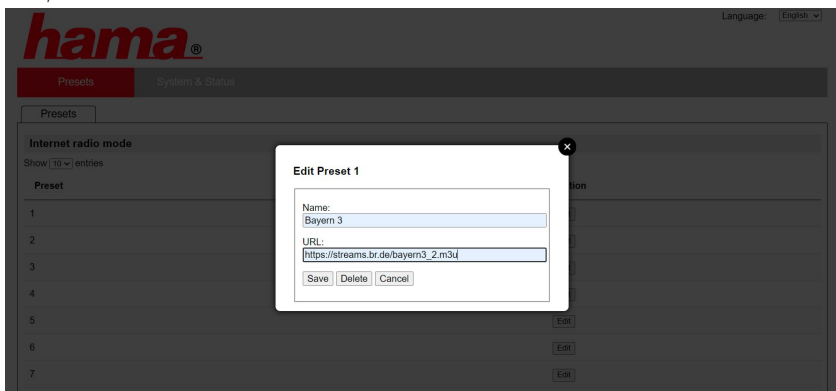 Language: English
hama®
Presets System & Status
Presets
Internet radio mode
Show 10 entries
Preset
1
2
3
4
5 Edit
6 Edit
7 Edit
Edit Preset 1
Name:
Bayern 3
URL:
https://streams.br.de/bayern3_2.m3u
Save Delete Cancel